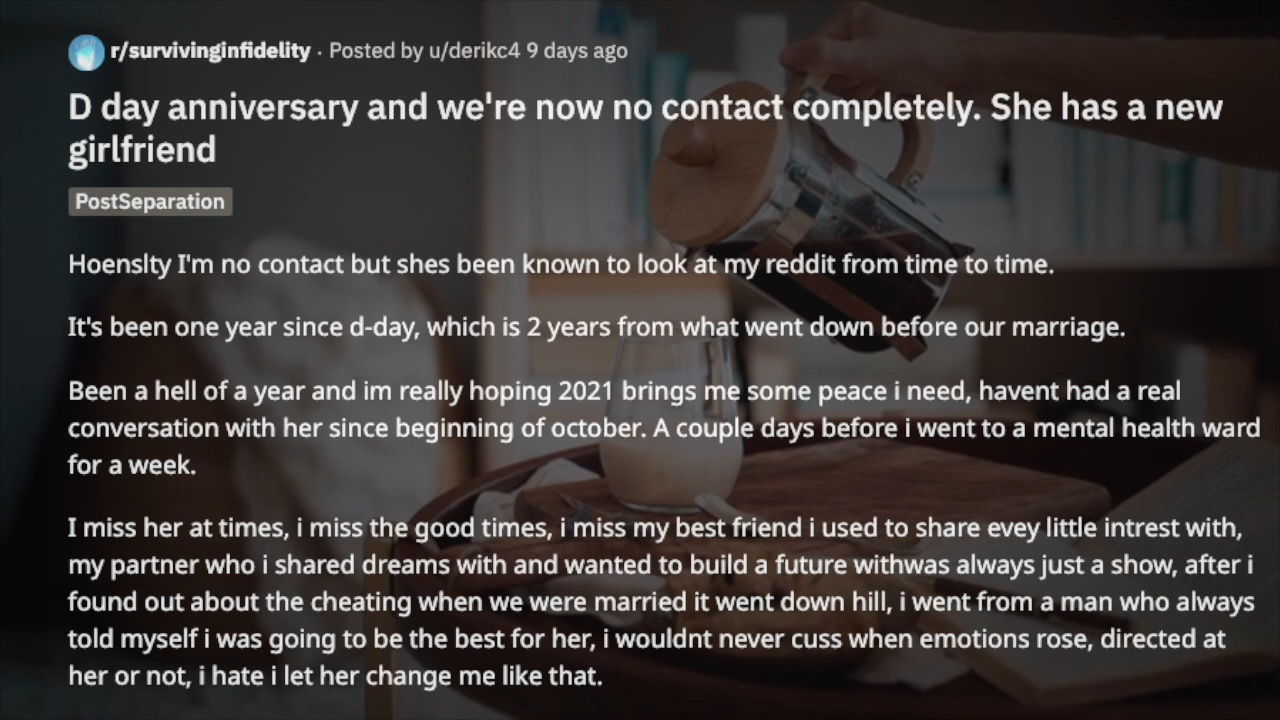 r/survivinginfidelity · Posted by u/derikc4 9 days ago
D day anniversary and we're now no contact completely. She has a new
girlfriend
PostSeparation
Hoenslty I'm no contact but shes been known to look at my reddit from time to time.
It's been one year since d-day, which is 2 years from what went down before our marriage.
Been a hell of a year and im really hoping 2021 brings me some peace i need, havent had a real
conversation with her since beginning of october. A couple days before i went to a mental health ward
for a week.
I miss her at times, i miss the good times, i miss my best friend i used to share evey little intrest with,
my partner who i shared dreams with and wanted to build a future withwas always just a show, after i
found out about the cheating when we were married it went down hill, i went from a man who always
told myself i was going to be the best for her, i wouldnt never cuss when emotions rose, directed at
her or not, i hate i let her change me like that.